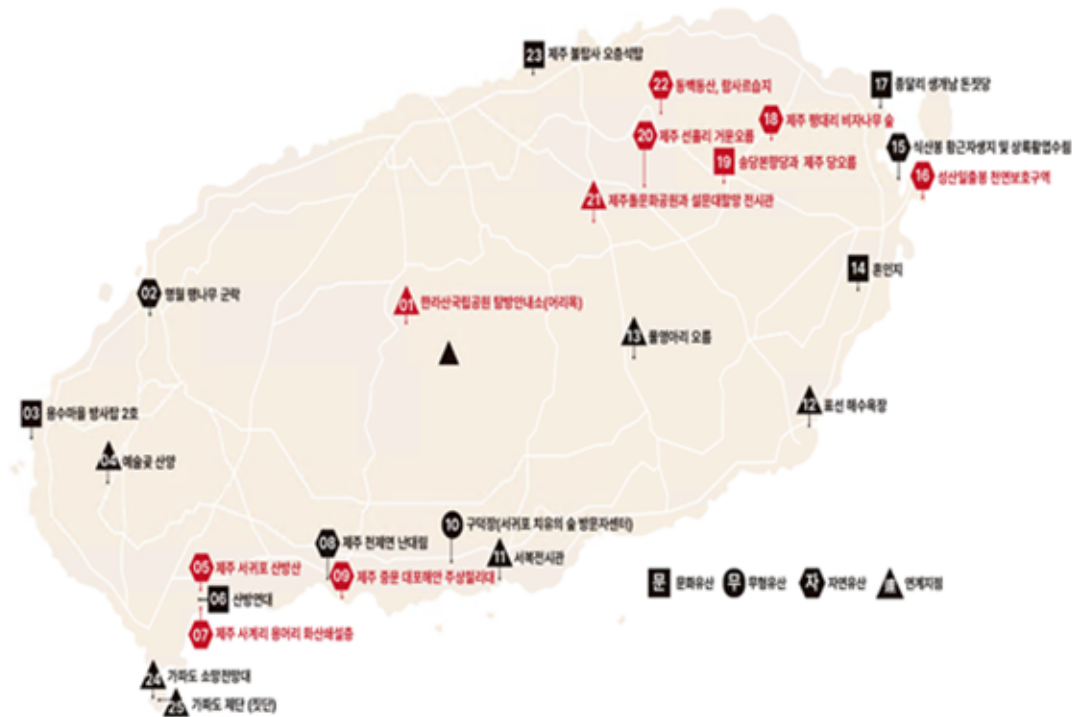 23 제주 불탑사 오층석탑
22 동백동산, 람사르습지
17 종달리 생개납 돈짓당
18 제주 평대리 비자나무 숲
20 제주 선흘리 거문오름
15 식산봉 황근자생지 및 상록활엽수림
19 송당본향당과 제주 당오름
16 성산일출봉 천연보호구역
21 제주돌문화공원과 설문대할망 전시관
14 혼인지
02 명월 팽나무 군락
01 한라산국립공원 탐방안내소(어리목)
13 물영아리 오름
12 표선 해수욕장
03 용수마을 방사탑 2호
04 예술곶 산양
10 구덕장(서귀포 치유의 숲 방문자센터)
08 제주 천제연 난대림
11 서복전시관
05 제주 서귀포 산방산
09 제주 중문 대포해안 주상절리대
06 산방연대
문 문화유산 무 무형유산 자 자연유산 연계지점
07 제주 사계리 용머리 화산쇄설층
24 가파도 소망전망대
25 가파도 제단 (짓단)